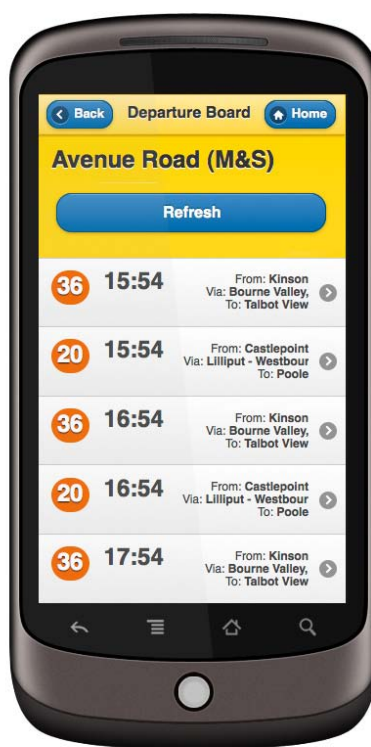 Back Departure Board Home
Avenue Road (M&S)
Refresh
36 15:54 From: Kinson
Via: Bourne Valley,
To: Talbot View
20 15:54 From: Castlepoint
Via: Lilliput - Westbour
To: Poole
36 16:54 From: Kinson
Via: Bourne Valley,
To: Talbot View
20 16:54 From: Castlepoint
Via: Lilliput - Westbour
To: Poole
36 17:54 From: Kinson
Via: Bourne Valley,
To: Talbot View